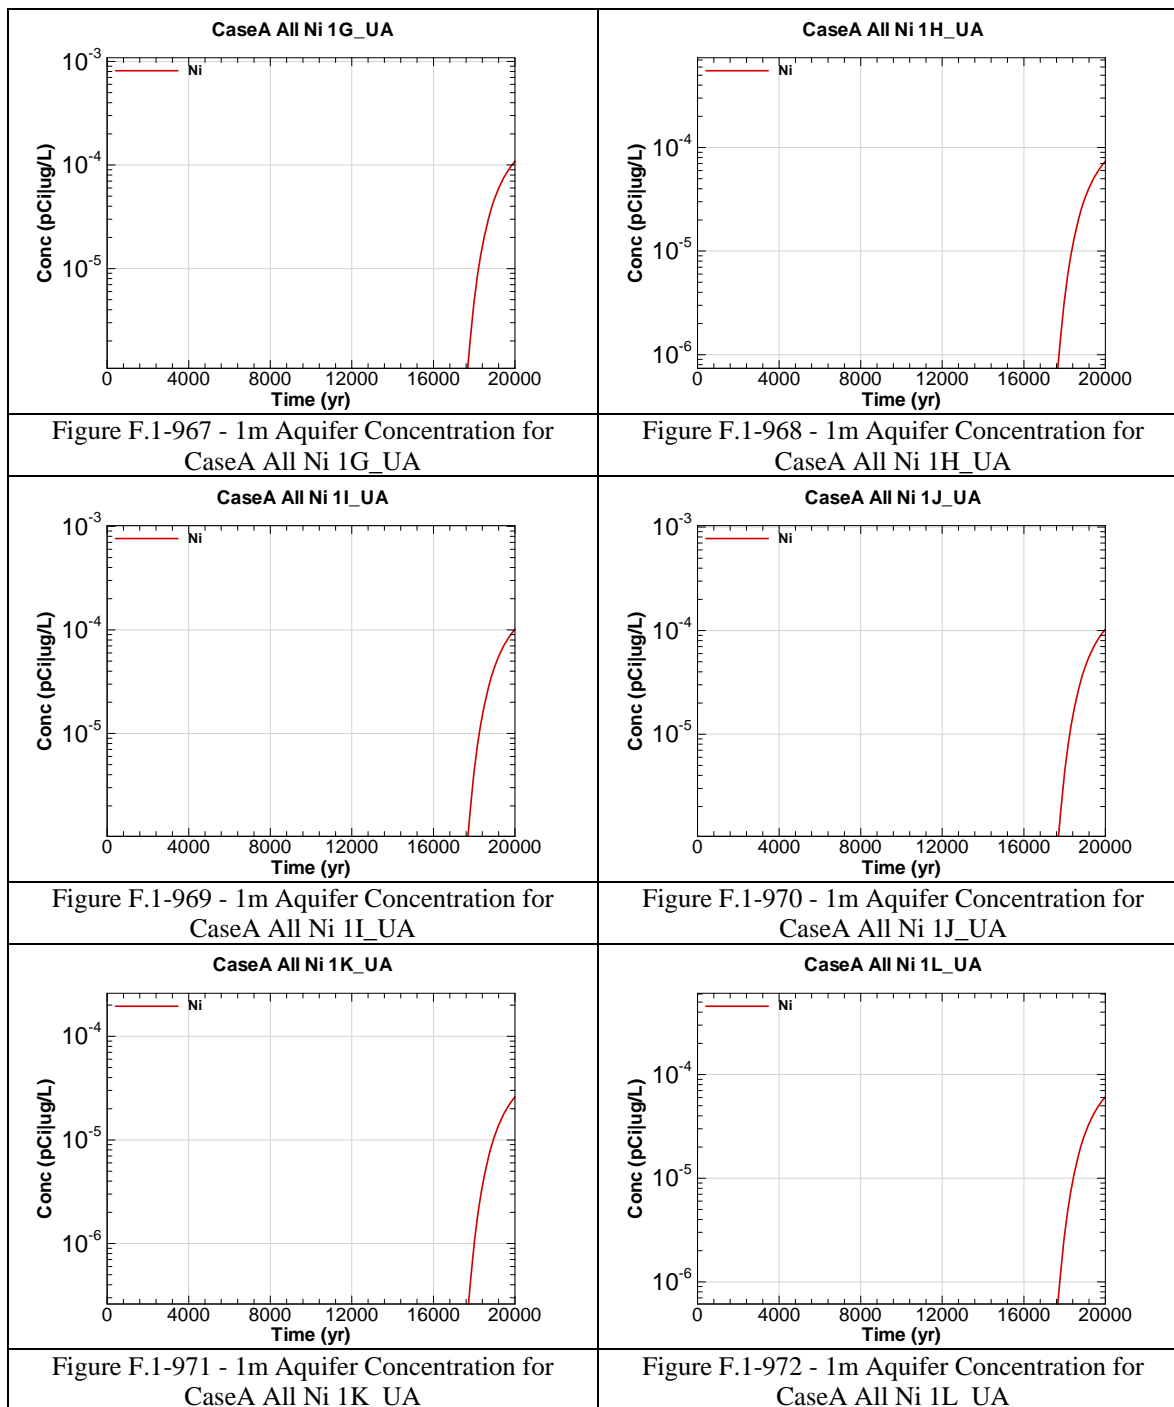 CaseA All Ni 1G_UA
Ni
Conc (pCi|ug/L)
10-3
10-4
10-5
0 4000 8000 12000 16000 20000
Time (yr)
Figure F.1-967 - 1m Aquifer Concentration for
CaseA All Ni 1G_UA
CaseA All Ni 1H_UA
Ni
Conc (pCi|ug/L)
10-4
10-5
10-6
0 4000 8000 12000 16000 20000
Time (yr)
Figure F.1-968 - 1m Aquifer Concentration for
CaseA All Ni 1H_UA
CaseA All Ni 1I_UA
Ni
Conc (pCi|ug/L)
10-3
10-4
10-5
0 4000 8000 12000 16000 20000
Time (yr)
Figure F.1-969 - 1m Aquifer Concentration for
CaseA All Ni 1I_UA
CaseA All Ni 1J_UA
Ni
Conc (pCi|ug/L)
10-3
10-4
10-5
0 4000 8000 12000 16000 20000
Time (yr)
Figure F.1-970 - 1m Aquifer Concentration for
CaseA All Ni 1J_UA
CaseA All Ni 1K_UA
Ni
Conc (pCi|ug/L)
10-4
10-5
10-6
0 4000 8000 12000 16000 20000
Time (yr)
Figure F.1-971 - 1m Aquifer Concentration for
CaseA All Ni 1K_UA
CaseA All Ni 1L_UA
Ni
Conc (pCi|ug/L)
10-4
10-5
10-6
0 4000 8000 12000 16000 20000
Time (yr)
Figure F.1-972 - 1m Aquifer Concentration for
CaseA All Ni 1L_UA